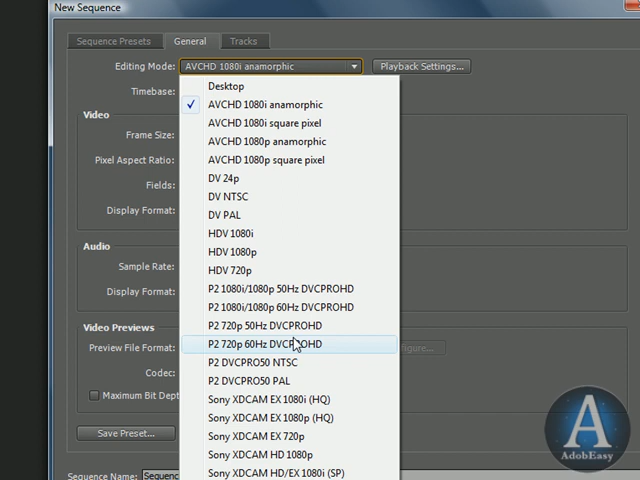 New Sequence
Sequence Presets General Tracks
Editing Mode: AVCHD 1080i anamorphic Playback Settings...
Timebase:
Video
Frame Size:
Pixel Aspect Ratio:
Fields:
Display Format:
Audio
Sample Rate:
Display Format:
Video Previews
Preview File Format:
Codec:
Maximum Bit Dept
Save Preset...
Sequence Name: Sequenc
Desktop
AVCHD 1080i anamorphic
AVCHD 1080i square pixel
AVCHD 1080p anamorphic
AVCHD 1080p square pixel
DV 24p
DV NTSC
DV PAL
HDV 1080i
HDV 1080p
HDV 720p
P2 1080i/1080p 50Hz DVCPROHD
P2 1080i/1080p 60Hz DVCPROHD
P2 720p 50Hz DVCPROHD
P2 720p 60Hz DVCPROHD
P2 DVCPRO50 NTSC
P2 DVCPRO50 PAL
Sony XDCAM EX 1080i (HQ)
Sony XDCAM EX 1080p (HQ)
Sony XDCAM EX 720p
Sony XDCAM HD 1080p
Sony XDCAM HD/EX 1080i (SP)
A
AdobEasy